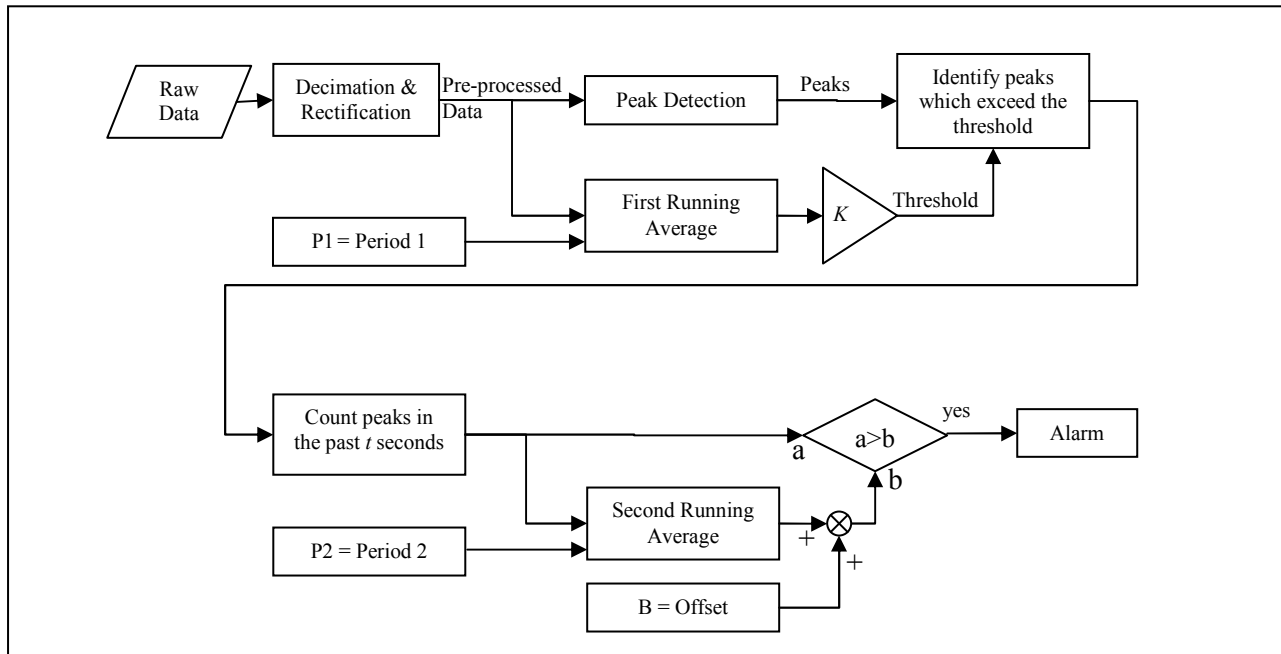 Raw
Data
Decimation &
Rectification
Pre-processed
Data
Peak Detection
Peaks
Identify peaks
which exceed the
threshold
First Running
Average
K
Threshold
P1 = Period 1
Count peaks in
the past t seconds
a
a>b
yes
Alarm
b
Second Running
Average
+
+
P2 = Period 2
B = Offset